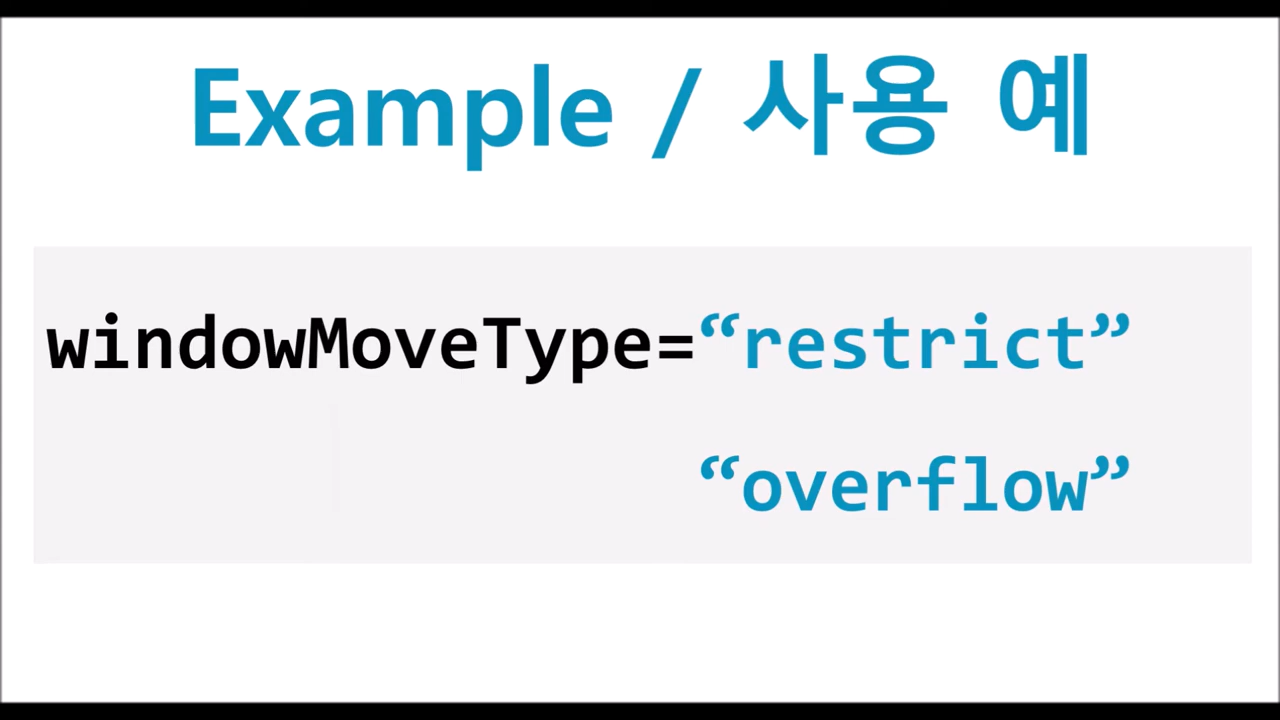 Example / 사용 예
windowMoveType=“restrict”
“overflow”